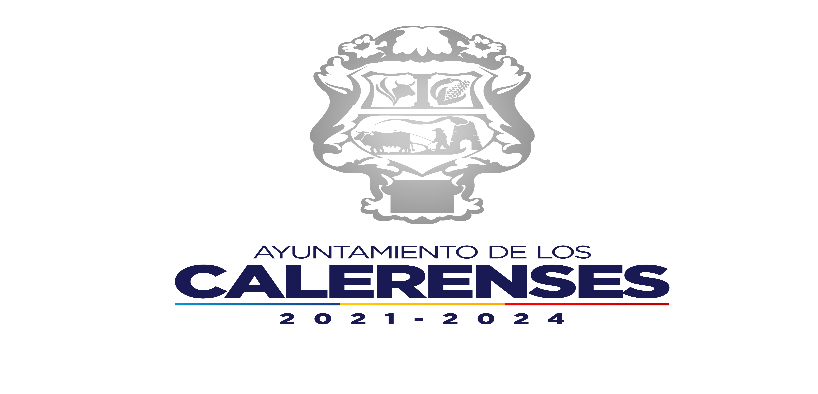 AYUNTAMIENTO DE LOS
CALERENSES
2021-2024